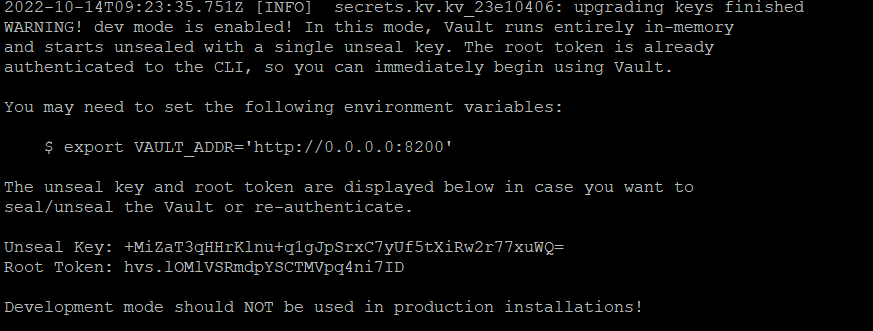 2022-10-14T09:23:35.751Z [INFO]  secrets.kv.kv_23e10406: upgrading keys finished
WARNING! dev mode is enabled! In this mode, Vault runs entirely in-memory
and starts unsealed with a single unseal key. The root token is already
authenticated to the CLI, so you can immediately begin using Vault.
You may need to set the following environment variables:
$ export VAULT_ADDR='http://0.0.0.0:8200'
The unseal key and root token are displayed below in case you want to
seal/unseal the Vault or re-authenticate.
Unseal Key: +MiZaT3qHHrKlnu+q1gJpSrxC7yUf5tXiRw2r77xuWQ=
Root Token: hvs.lOMlVSRmdpYSCTMVpq4ni7ID
Development mode should NOT be used in production installations!